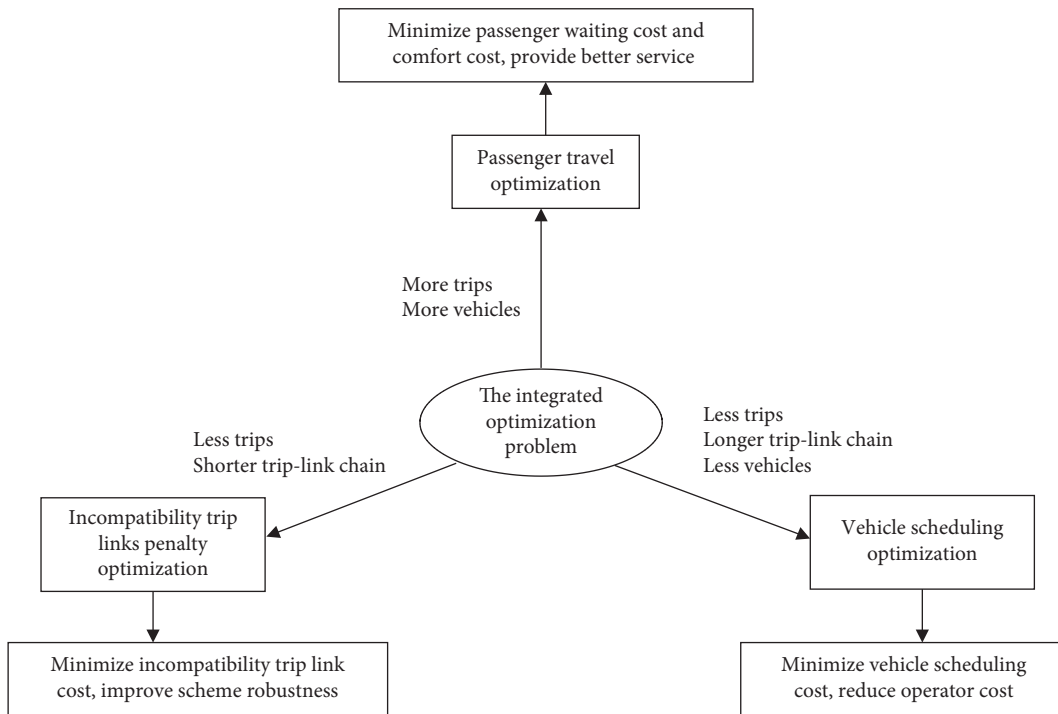 Minimize passenger waiting cost and
comfort cost, provide better service
Passenger travel
optimization
More trips
More vehicles
The integrated
optimization
problem
Less trips
Shorter trip-link chain
Less trips
Longer trip-link chain
Less vehicles
Incompatibility trip
links penalty
optimization
Vehicle scheduling
optimization
Minimize incompatibility trip link
cost, improve scheme robustness
Minimize vehicle scheduling
cost, reduce operator cost